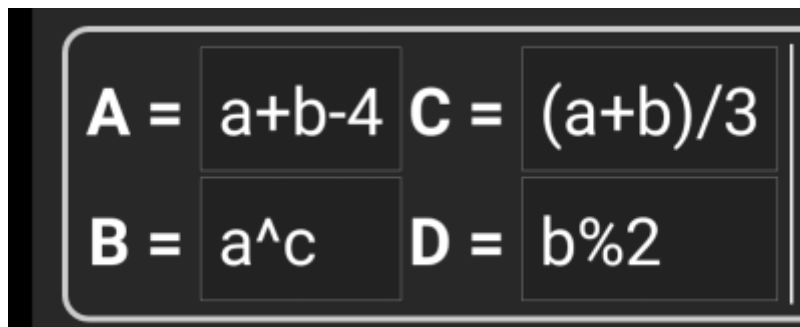 A = a+b-4 C = (a+b)/3
B = a^c D = b%2